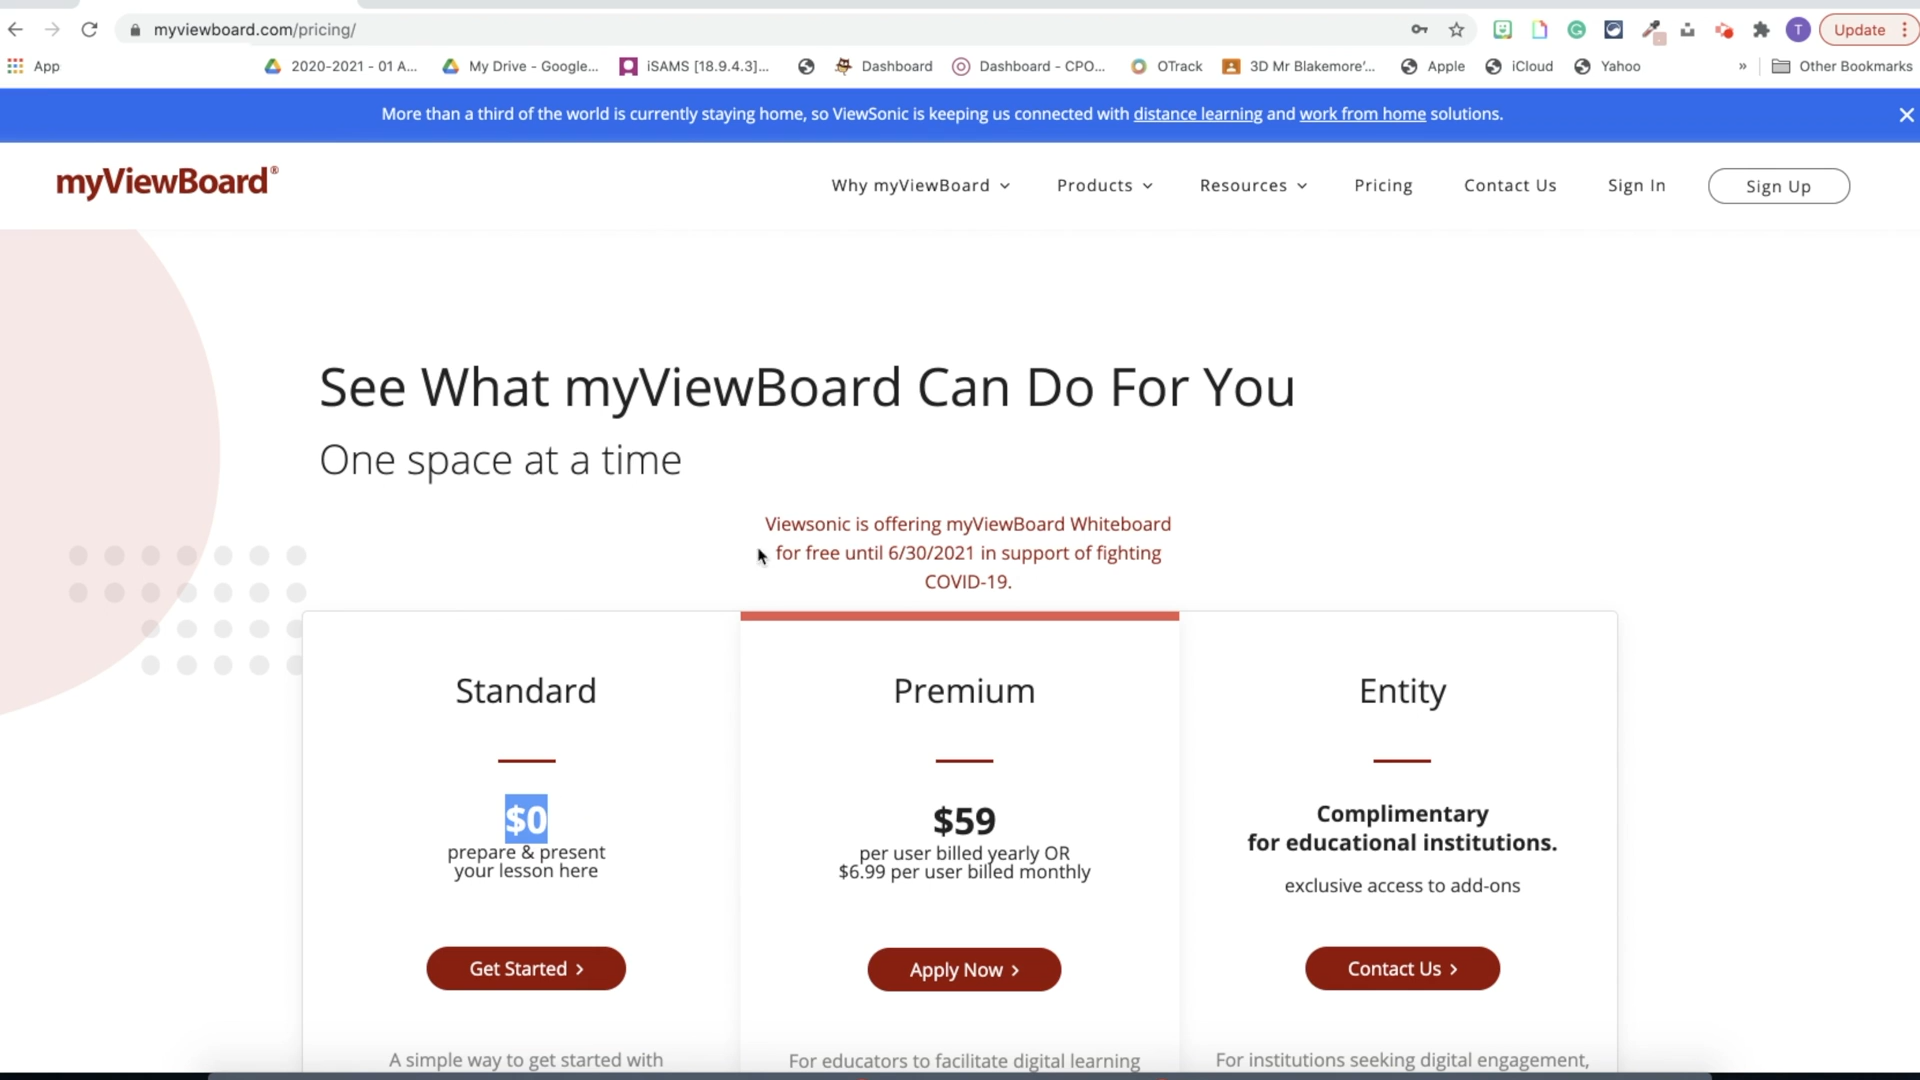 myviewboard.com/pricing/
T
Update
App
2020-2021 - 01 A...
My Drive - Google...
iSAMS [18.9.4.3]...
Dashboard
Dashboard - CPO...
OTrack
3D Mr Blakemore'...
Apple
iCloud
Yahoo
»
Other Bookmarks
More than a third of the world is currently staying home, so ViewSonic is keeping us connected with distance learning and work from home solutions.
myViewBoard®
Why myViewBoard
Products
Resources
Pricing
Contact Us
Sign In
Sign Up
See What myViewBoard Can Do For You
One space at a time
Viewsonic is offering myViewBoard Whiteboard
for free until 6/30/2021 in support of fighting
COVID-19.
Standard
$0
prepare & present
your lesson here
Get Started >
A simple way to get started with
Premium
$59
per user billed yearly OR
$6.99 per user billed monthly
Apply Now >
For educators to facilitate digital learning
Entity
Complimentary
for educational institutions.
exclusive access to add-ons
Contact Us >
For institutions seeking digital engagement,